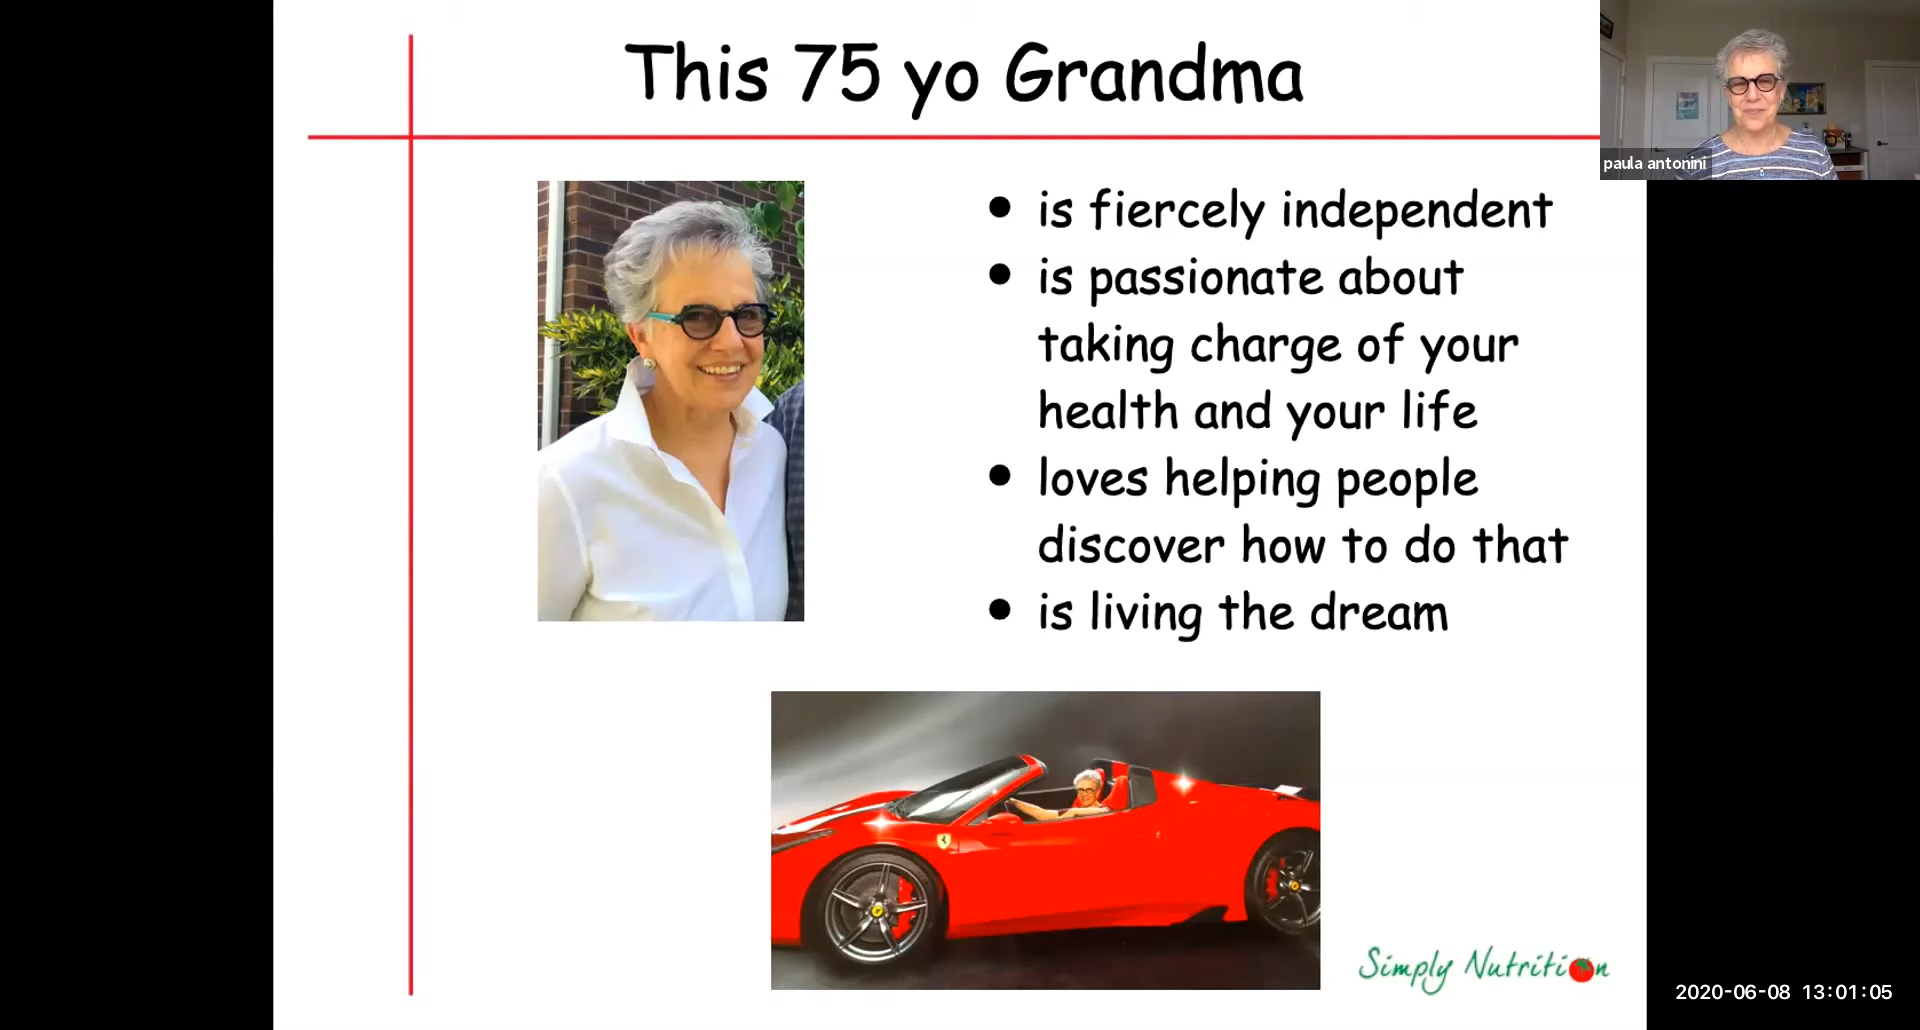 This 75 yo Grandma
paula antonini
• is fiercely independent
• is passionate about
taking charge of your
health and your life
• loves helping people
discover how to do that
• is living the dream
Simply Nutrition
2020-06-08 13:01:05